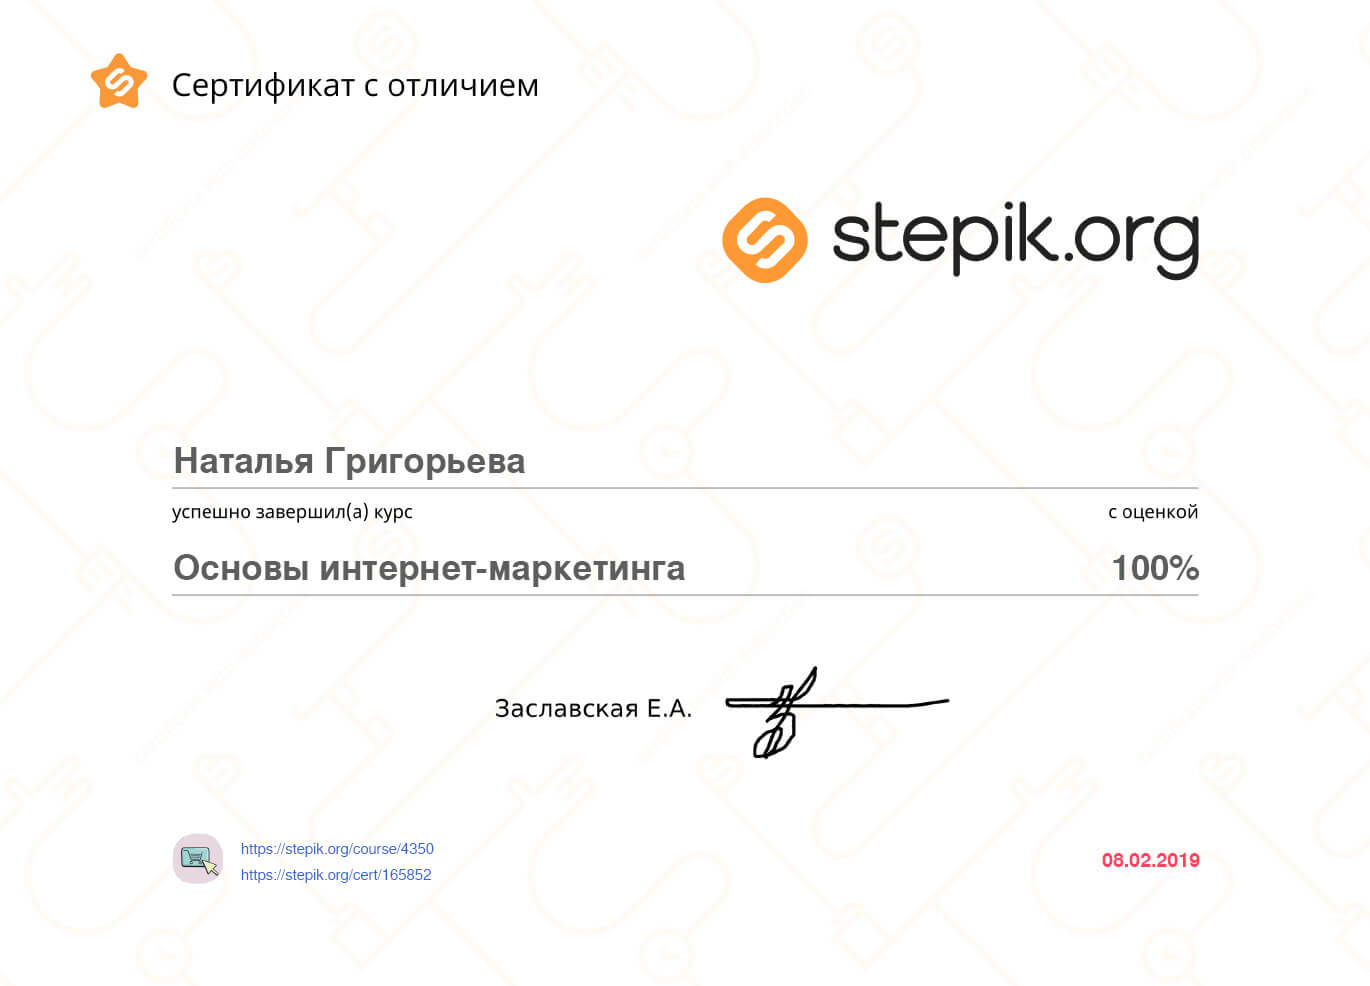 Сертификат с отличием
stepik.org
Наталья Григорьева
успешно завершил(а) курс
с оценкой
Основы интернет-маркетинга
100%
Заславская Е.А.
https://stepik.org/course/4350
https://stepik.org/cert/165852
08.02.2019